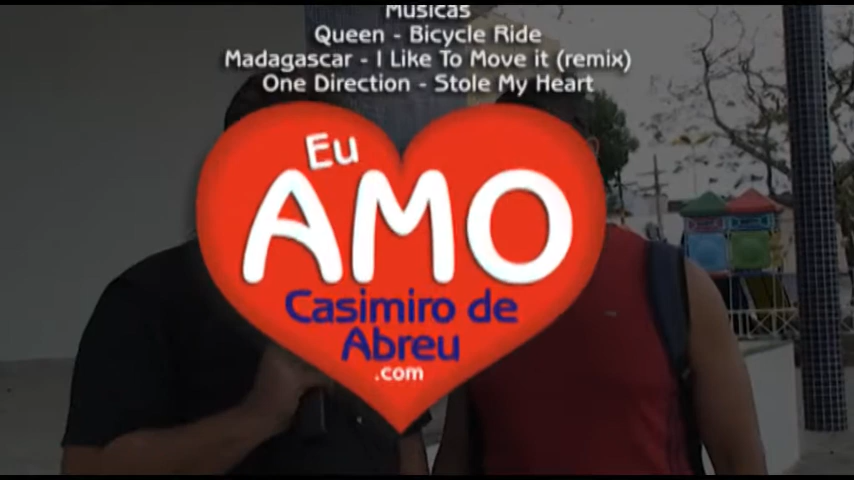 Musicas
Queen - Bicycle Ride
Madagascar - I Like To Move it (remix)
One Direction - Stole My Heart
Eu
AMO
Casimiro de
Abreu
.com